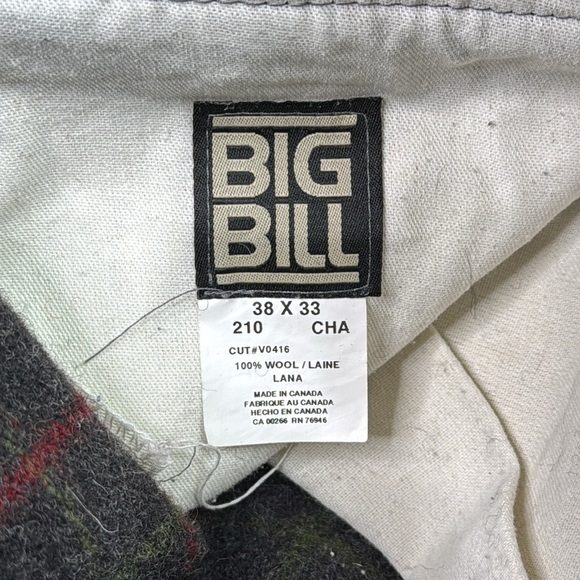 BIG
BILL
38 X 33
210 CHA
CUT#V0416
100% WOOL / LAINE
LANA
MADE IN CANADA
FABRIQUE AU CANADA
HECHO EN CANADA
CA 00266 RN 76946